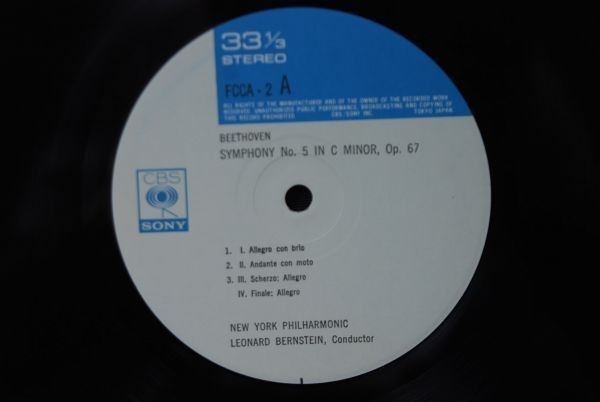 33 1/3
STEREO
FCCA - 2 A
ALL RIGHTS OF THE MANUFACTURER AND OF THE OWNER OF THE RECORDED WORK
RESERVED UNAUTHORIZED PUBLIC PERFORMANCE, BROADCASTING AND COPYING OF
THIS RECORD PROHIBITED CBS/SONY INC. TOKYO JAPAN
BEETHOVEN
SYMPHONY No. 5 IN C MINOR, Op. 67
CBS
SONY
1. I. Allegro con brio
2. II. Andante con moto
3. III. Scherzo: Allegro
IV. Finale: Allegro
NEW YORK PHILHARMONIC
LEONARD BERNSTEIN, Conductor